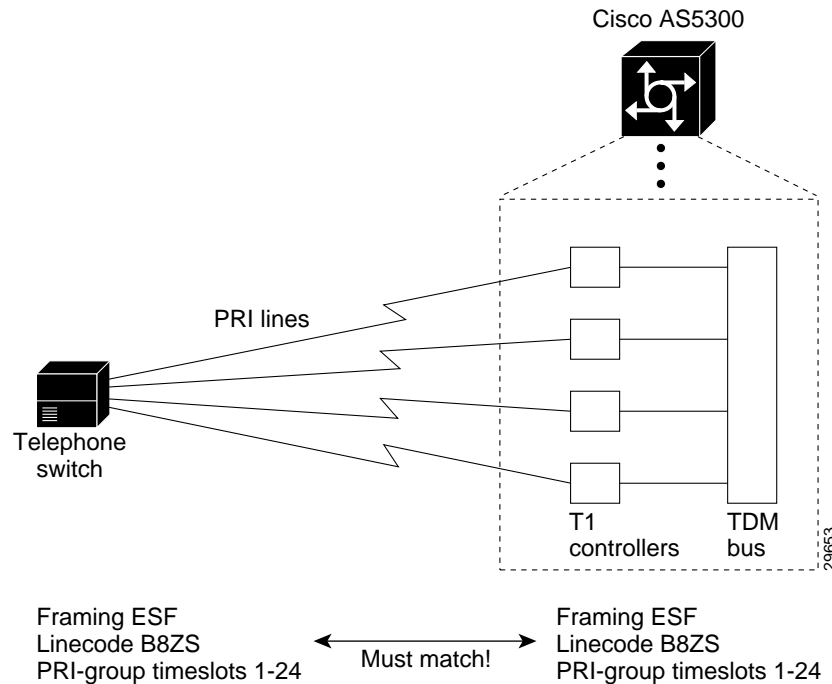 Cisco AS5300
PRI lines
Telephone
switch
T1
controllers
TDM
bus
29653
Framing ESF
Linecode B8ZS
PRI-group timeslots 1-24
Must match!
Framing ESF
Linecode B8ZS
PRI-group timeslots 1-24